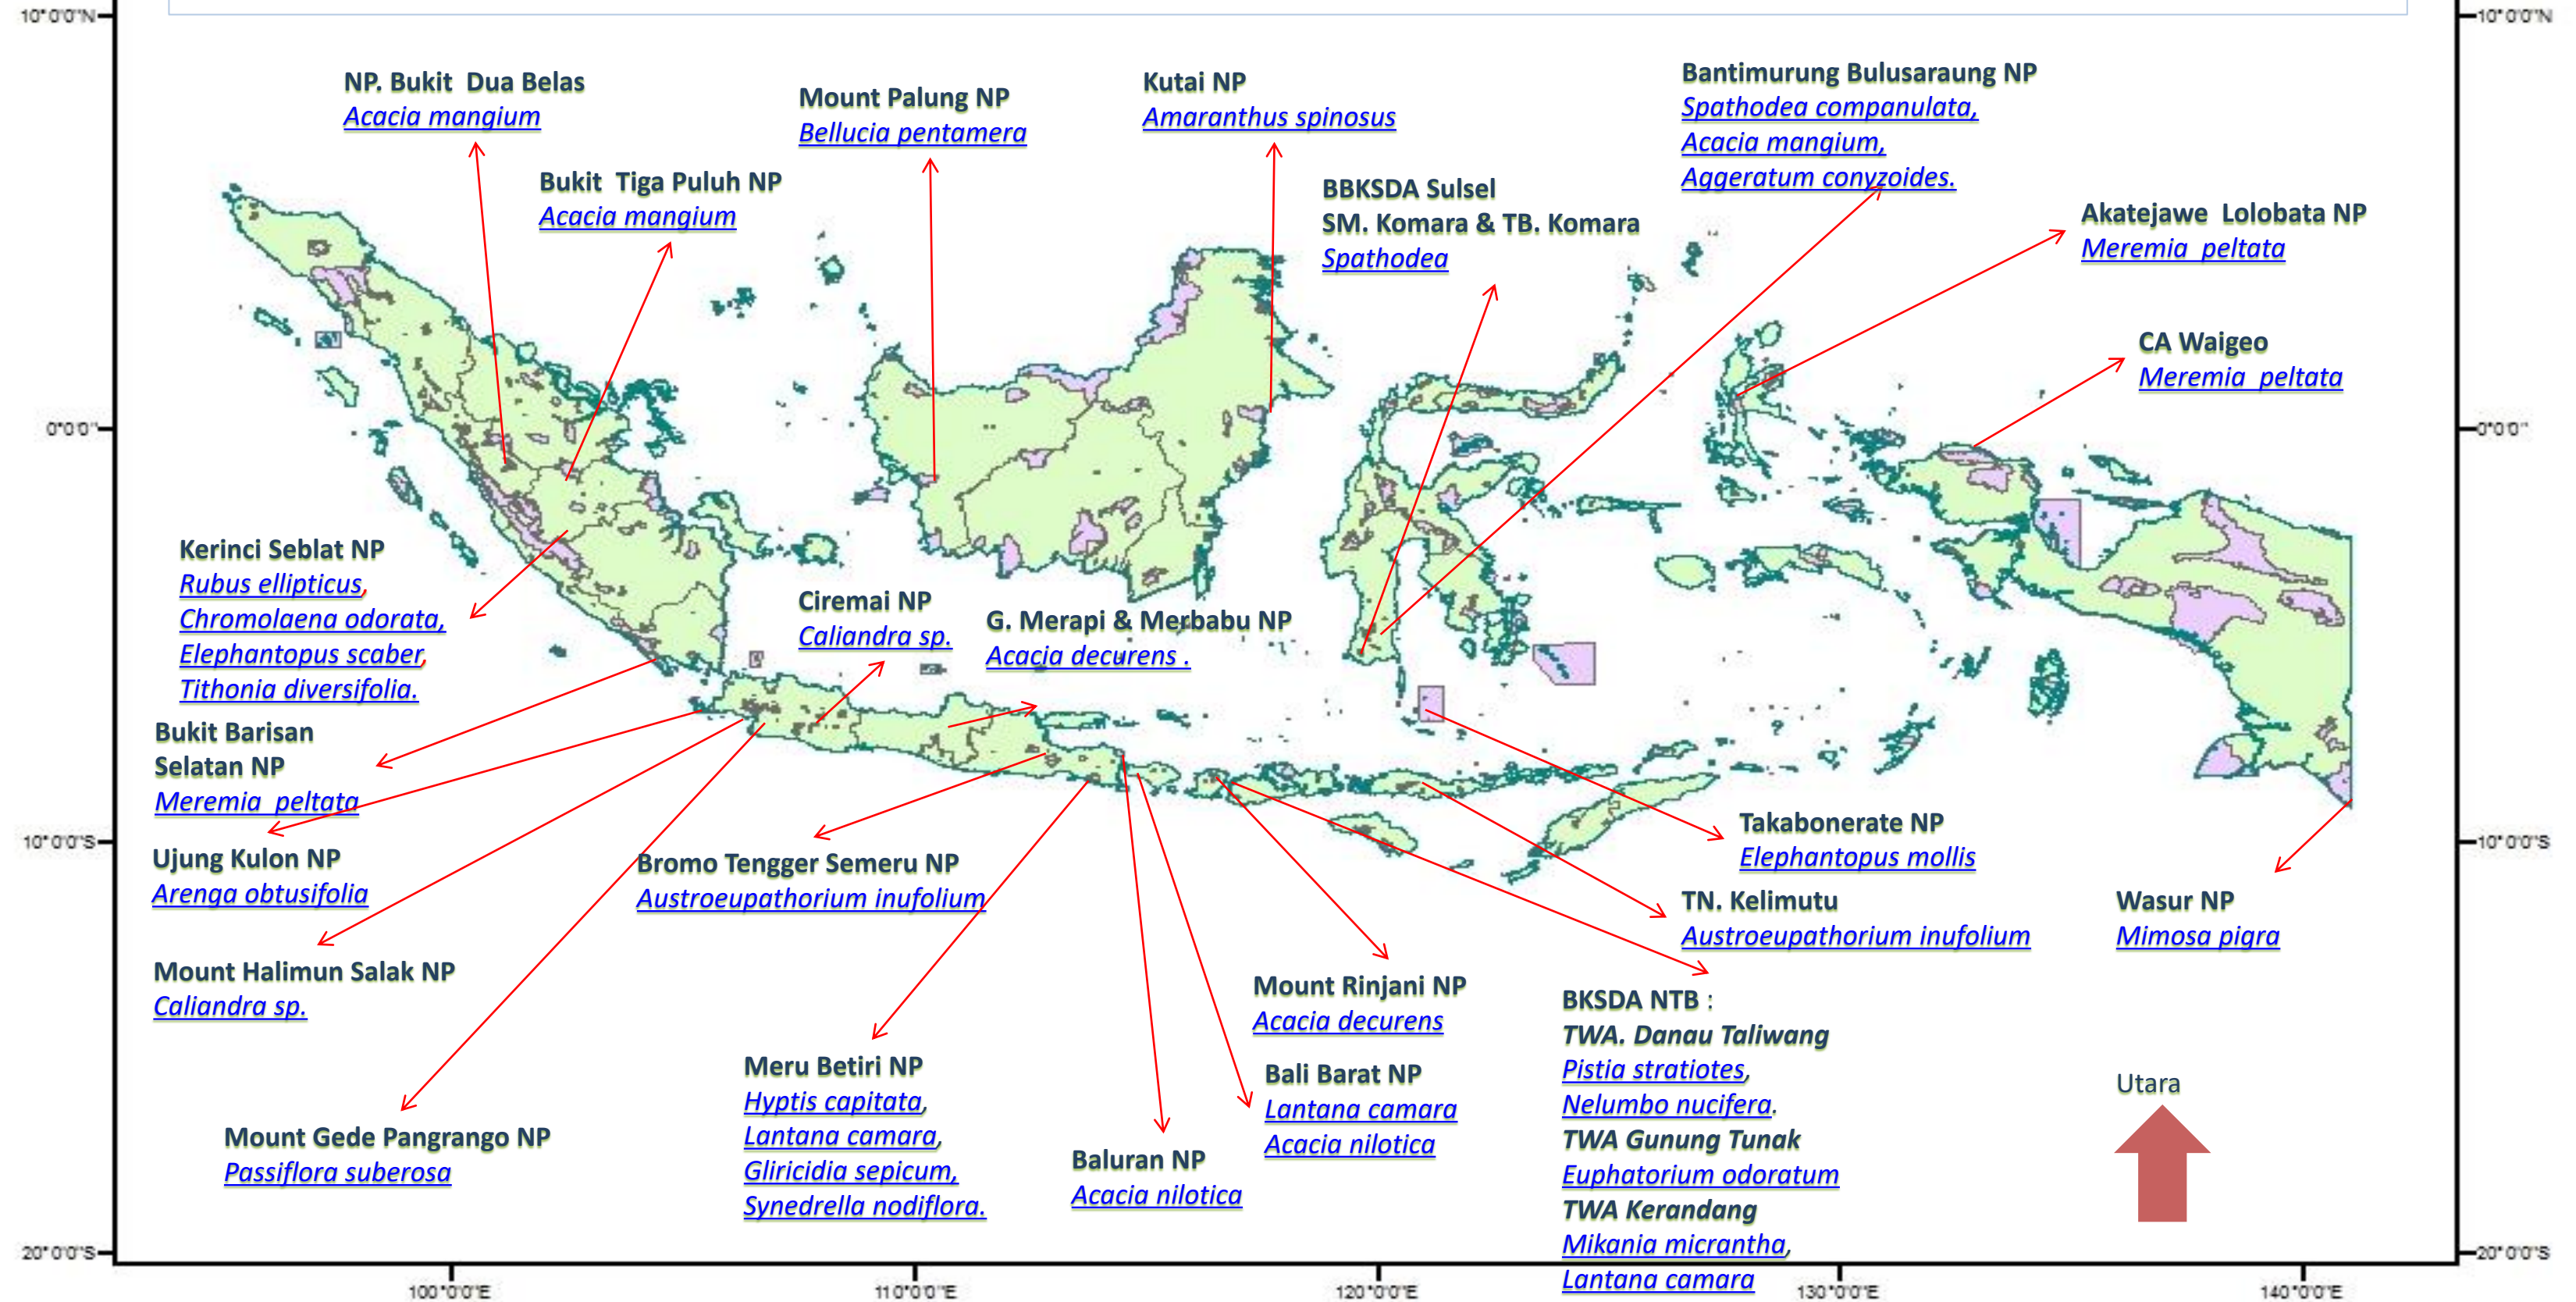 10°0'0"N
10°0'0"N
NP. Bukit Dua Belas
Acacia mangium
Bukit Tiga Puluh NP
Acacia mangium
Mount Palung NP
Bellucia pentamera
Kutai NP
Amaranthus spinosus
BBKSDA Sulsel
SM. Komara & TB. Komara
Spathodea
Bantimurung Bulusaraung NP
Spathodea companulata,
Acacia mangium,
Aggeratum conyzoides.
Akatejawe Lolobata NP
Meremia peltata
CA Waigeo
Meremia peltata
0°0'0"
0°0'0"
Kerinci Seblat NP
Rubus ellipticus,
Chromolaena odorata,
Elephantopus scaber,
Tithonia diversifolia.
Ciremai NP
Caliandra sp.
G. Merapi & Merbabu NP
Acacia decurens .
Bukit Barisan
Selatan NP
Meremia peltata
Ujung Kulon NP
Arenga obtusifolia
Mount Halimun Salak NP
Caliandra sp.
Mount Gede Pangrango NP
Passiflora suberosa
Bromo Tengger Semeru NP
Austroeupathorium inufolium
Meru Betiri NP
Hyptis capitata,
Lantana camara,
Gliricidia sepicum,
Synedrella nodiflora.
Baluran NP
Acacia nilotica
Bali Barat NP
Lantana camara
Acacia nilotica
Mount Rinjani NP
Acacia decurens
Takabonerate NP
Elephantopus mollis
TN. Kelimutu
Austroeupathorium inufolium
BKSDA NTB :
TWA. Danau Taliwang
Pistia stratiotes,
Nelumbo nucifera.
TWA Gunung Tunak
Euphatorium odoratum
TWA Kerandang
Mikania micrantha,
Lantana camara
Wasur NP
Mimosa pigra
Utara
10°0'0"S
10°0'0"S
20°0'0"S
20°0'0"S
100°0'0"E
110°0'0"E
120°0'0"E
130°0'0"E
140°0'0"E